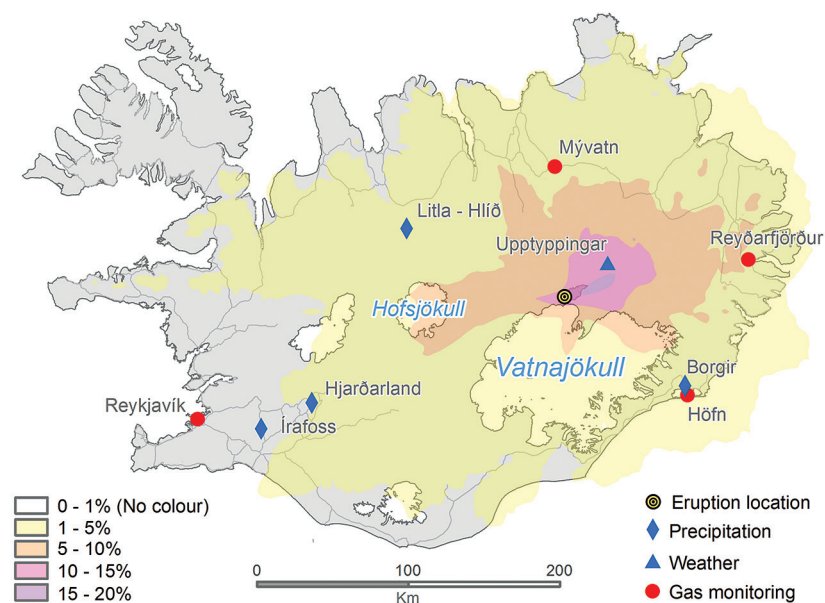 Mývatn
Litla - Hlíð
Upptyppingar
Reyðarfjörður
Hofsjökull
Vatnajökull
Borgir
Hjarðarland
Reykjavík
Höfn
Írafoss
0 - 1% (No colour)
1 - 5%
5 - 10%
10 - 15%
15 - 20%
0 100 200
Km
Eruption location
Precipitation
Weather
Gas monitoring